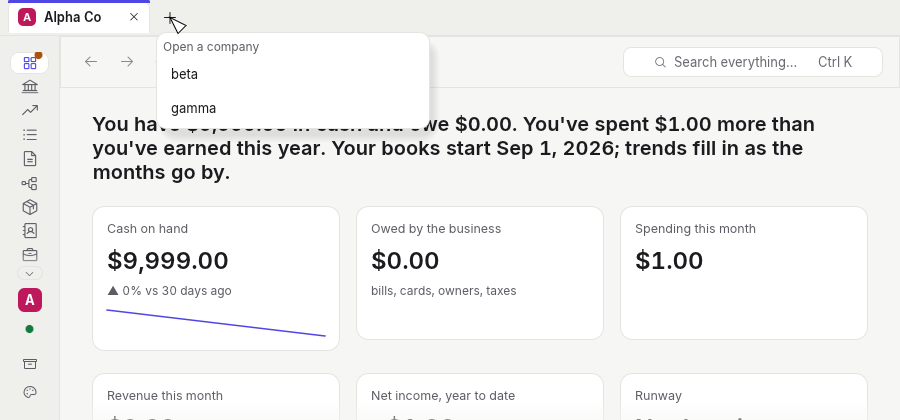 A Alpha Co
Open a company
beta
gamma
Search everything... Ctrl K
You have in cash and owe $0.00. You've spent $1.00 more than
you've earned this year. Your books start Sep 1, 2026; trends fill in as the
months go by.
Cash on hand
$9,999.00
▲ 0% vs 30 days ago
Owed by the business
$0.00
bills, cards, owners, taxes
Spending this month
$1.00
A
Revenue this month
Net income, year to date
Runway